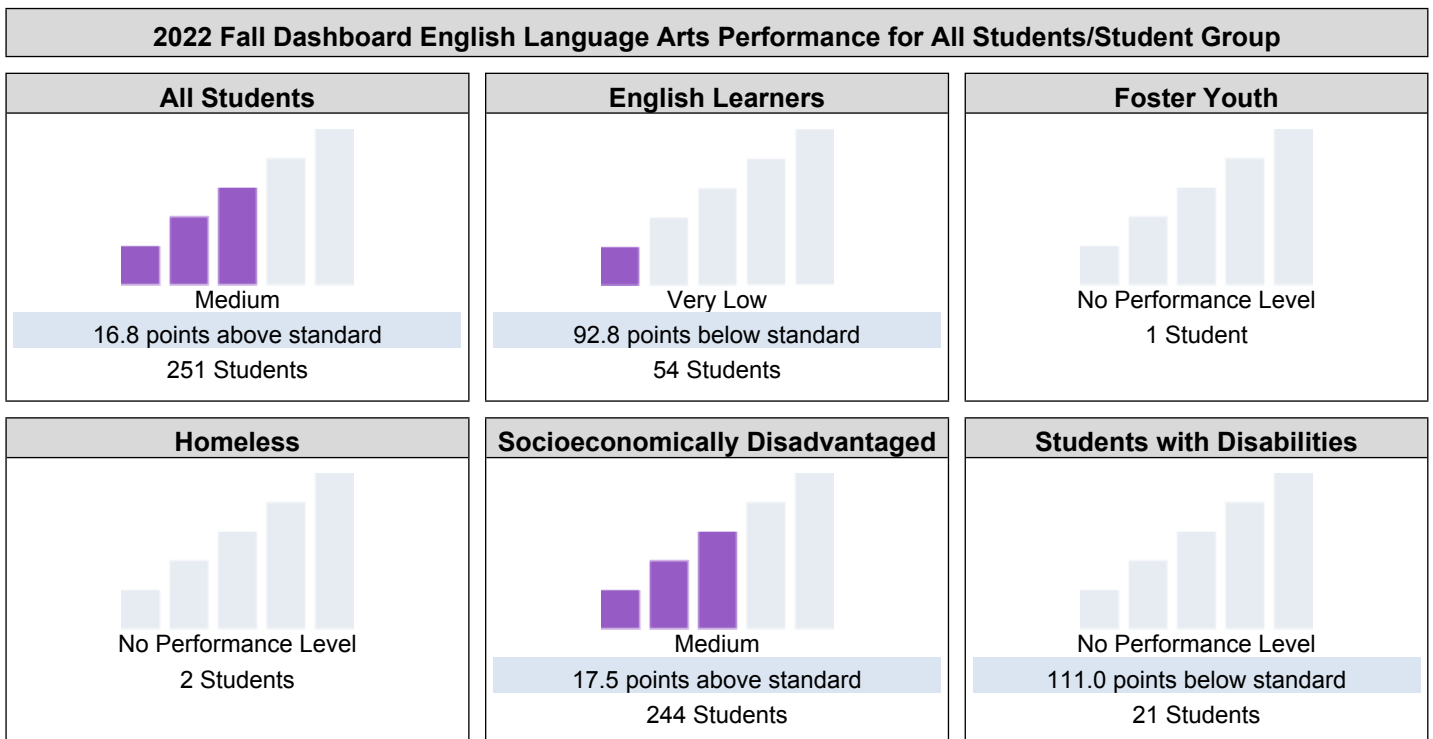 2022 Fall Dashboard English Language Arts Performance for All Students/Student Group
All Students
Medium
16.8 points above standard
251 Students
English Learners
Very Low
92.8 points below standard
54 Students
Foster Youth
No Performance Level
1 Student
Homeless
No Performance Level
2 Students
Socioeconomically Disadvantaged
Medium
17.5 points above standard
244 Students
Students with Disabilities
No Performance Level
111.0 points below standard
21 Students